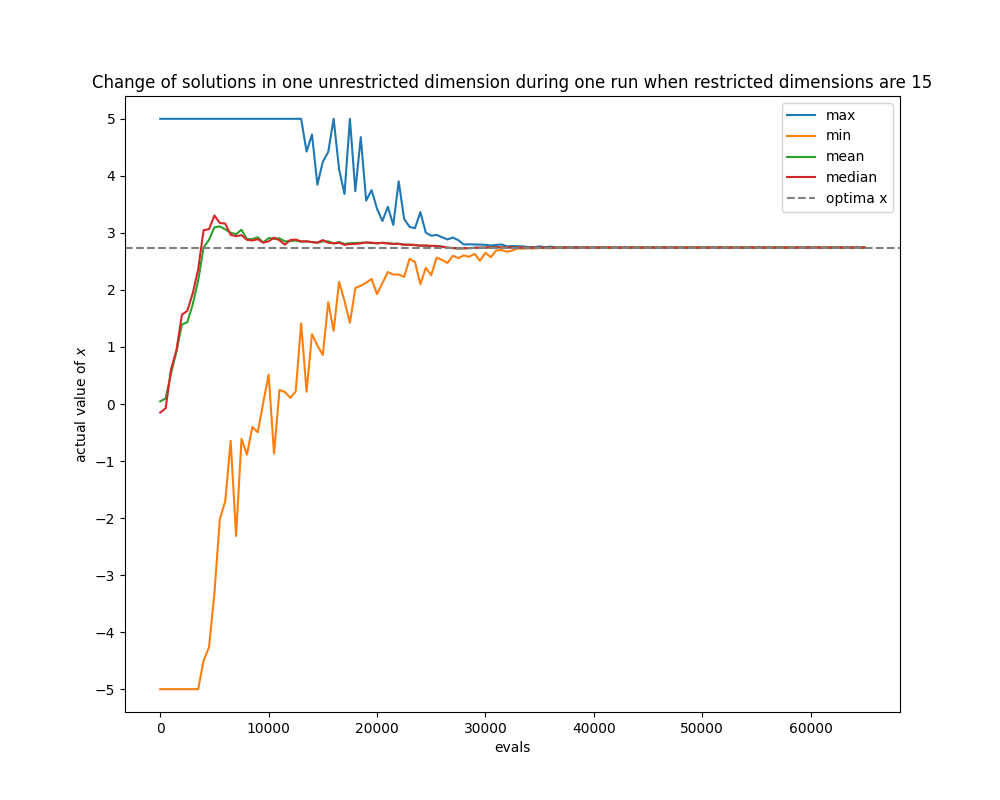 Change of solutions in one unrestricted dimension during one run when restricted dimensions are 15
max
min
mean
median
optima x
5
4
3
2
1
0
−1
−2
−3
−4
−5
actual value of x
0 10000 20000 30000 40000 50000 60000
evals